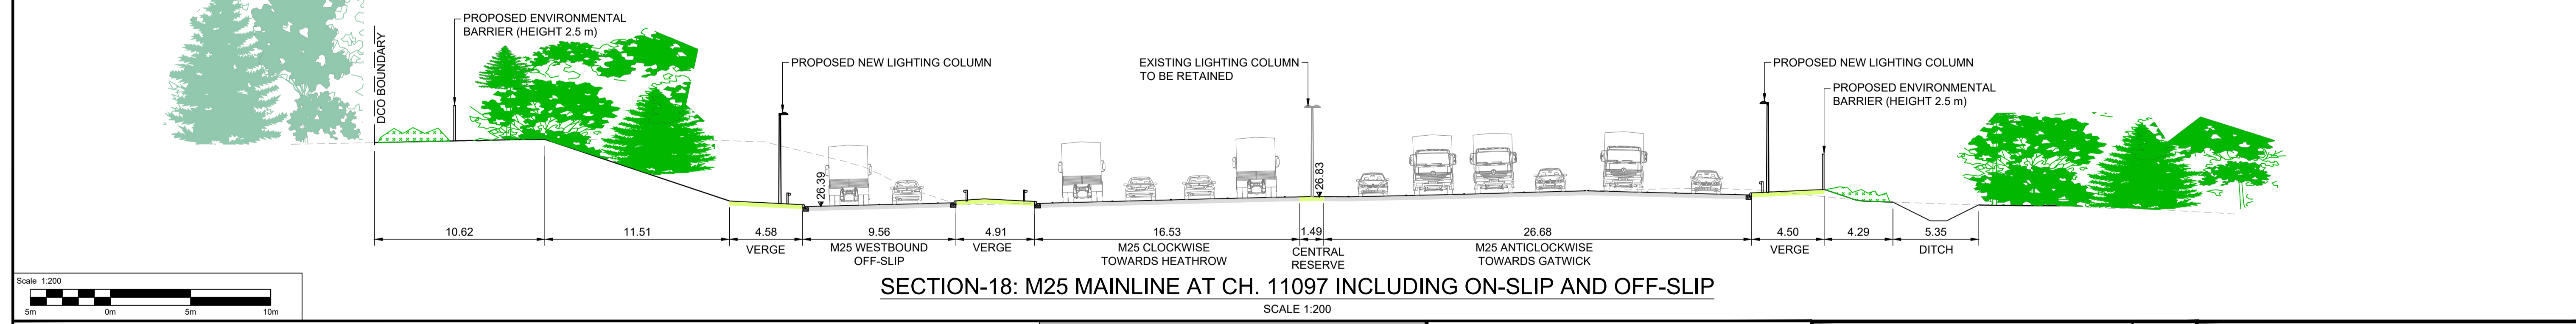 PROPOSED ENVIRONMENTAL
BARRIER (HEIGHT 2.5 m)
DCO BOUNDARY
PROPOSED NEW LIGHTING COLUMN
EXISTING LIGHTING COLUMN
TO BE RETAINED
PROPOSED NEW LIGHTING COLUMN
PROPOSED ENVIRONMENTAL
BARRIER (HEIGHT 2.5 m)
26.39
26.83
10.62 11.51 4.58 9.56 4.91 16.53 1.49 26.68 4.50 4.29 5.35
VERGE
M25 WESTBOUND
OFF-SLIP
VERGE
M25 CLOCKWISE
TOWARDS HEATHROW
CENTRAL
RESERVE
M25 ANTICLOCKWISE
TOWARDS GATWICK
VERGE
DITCH
SECTION-18: M25 MAINLINE AT CH. 11097 INCLUDING ON-SLIP AND OFF-SLIP
SCALE 1:200
Scale 1:200
5m 0m 5m 10m